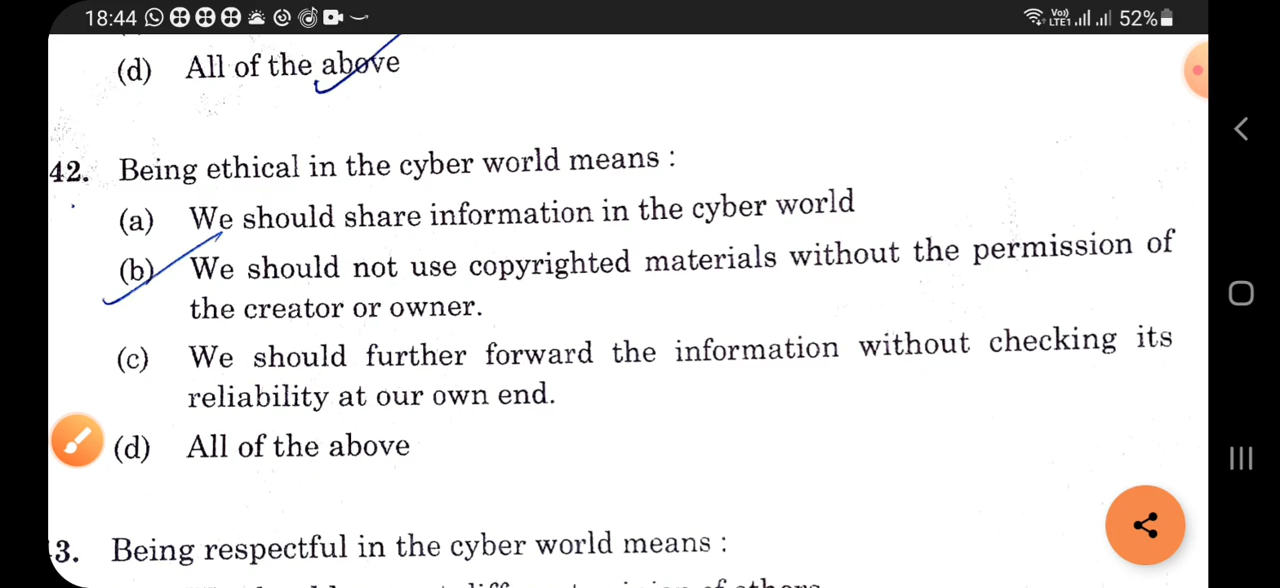 18:44
Vo)) LTE1 52%
(d) All of the above
42. Being ethical in the cyber world means :
(a) We should share information in the cyber world
(b) We should not use copyrighted materials without the permission of
the creator or owner.
(c) We should further forward the information without checking its
reliability at our own end.
(d) All of the above
3. Being respectful in the cyber world means :